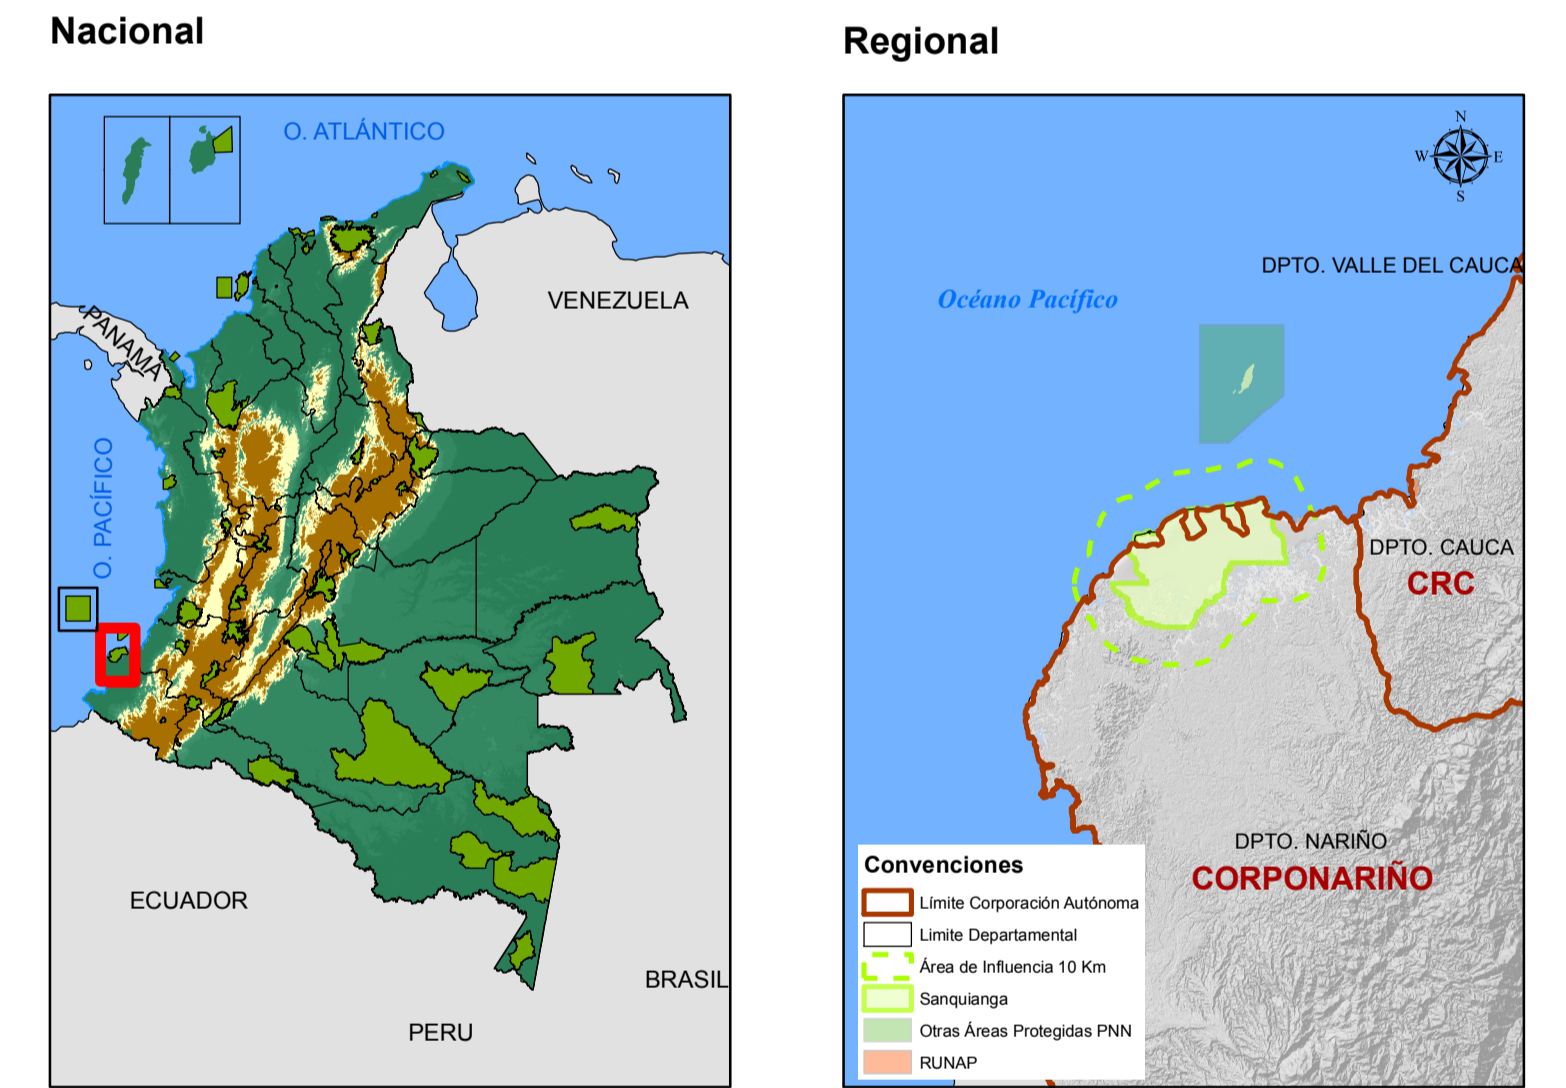 Nacional
O. ATLÁNTICO
VENEZUELA
PANAMÁ
O. PACÍFICO
ECUADOR
BRASIL
PERU
Regional
N
W
E
S
DPTO. VALLE DEL CAUCA
Océano Pacífico
DPTO. CAUCA
CRC
DPTO. NARIÑO
CORPONARIÑO
Convenciones
Límite Corporación Autónoma
Limite Departamental
Área de Influencia 10 Km
Sanquianga
Otras Áreas Protegidas PNN
RUNAP